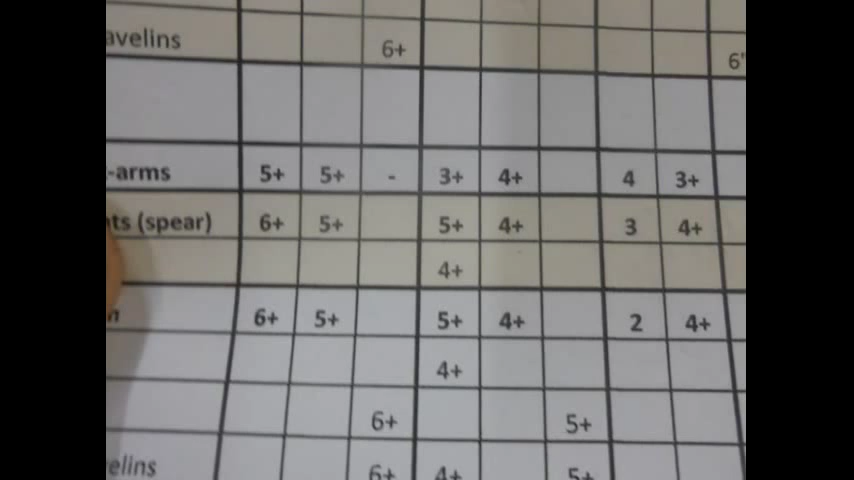 avelins 6+ 6"
-arms 5+ 5+ - 3+ 4+ 4 3+
ts (spear) 6+ 5+ 5+ 4+ 3 4+
4+
n 6+ 5+ 5+ 4+ 2 4+
4+
6+ 5+
elins 6+ 4+ 5+